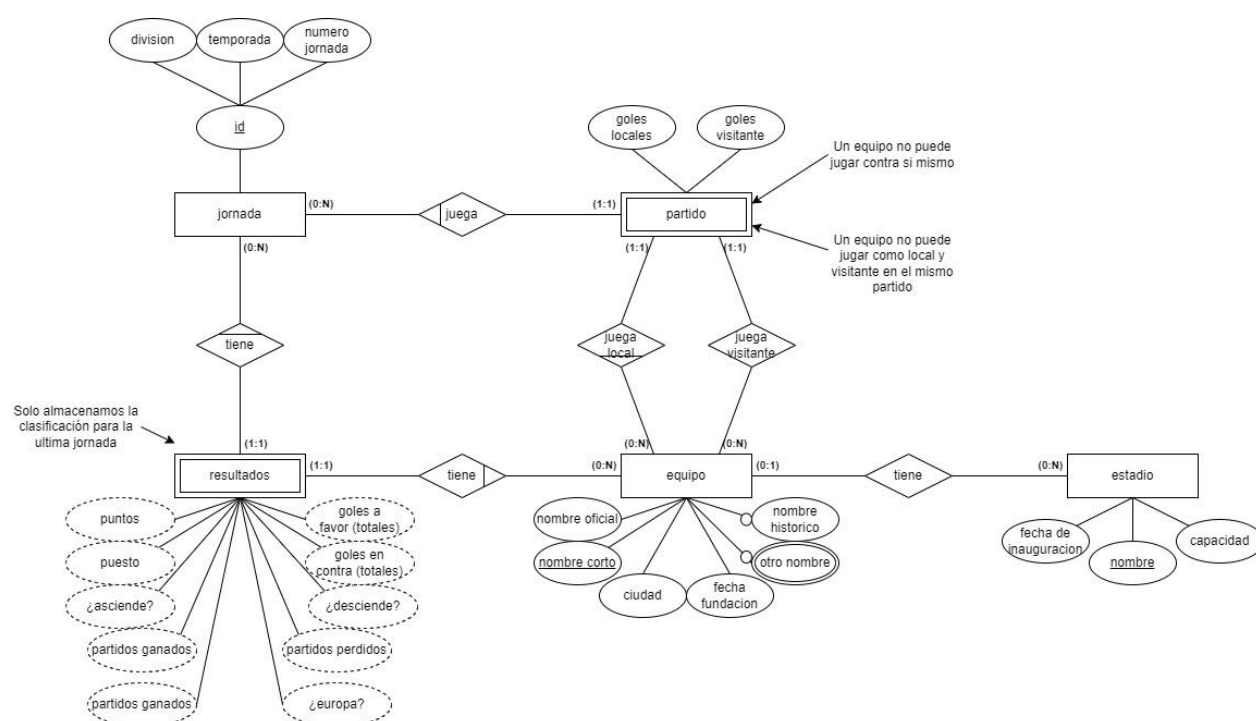 division
temporada
numero
jornada
id
goles
locales
goles
visitante
Un equipo no puede
jugar contra si mismo
jornada
(0:N)
juega
(1:1)
partido
(0:N)
(1:1)
(1:1)
Un equipo no puede
jugar como local y
visitante en el mismo
partido
tiene
juega
local
juega
visitante
Solo almacenamos la
clasificación para la
ultima jornada
(1:1)
(0:N)
(0:N)
resultados
(1:1)
tiene
(0:N)
equipo
(0:1)
tiene
(0:N)
estadio
puntos
goles a
favor (totales)
nombre oficial
nombre
historico
puesto
goles en
contra (totales)
nombre corto
otro nombre
fecha de
inauguracion
nombre
capacidad
¿asciende?
¿desciende?
ciudad
fecha
fundacion
partidos ganados
partidos perdidos
partidos ganados
¿europa?